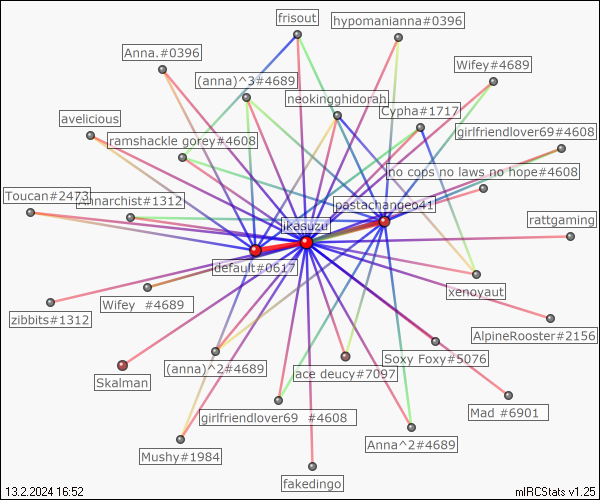 frisout
hypomanianna#0396
Anna.#0396
Wifey#4689
(anna)^3#4689
neokingghidorah
Cypha#1717
avelicious
girlfriendlover69#4608
ramshackle gorey#4608
no cops no laws no hope#4608
Toucan#2473
Annarchist#1312
pastachangeo41
rattgaming
ikasuzu
default#0617
xenoyaut
Wifey #4689
zibbits#1312
AlpineRooster#2156
Soxy Foxy#5076
(anna)^2#4689
ace deucy#7097
Skalman
girlfriendlover69 #4608
Mad #6901
Anna^2#4689
Mushy#1984
fakedingo
13.2.2024 16:52
mIRCStats v1.25